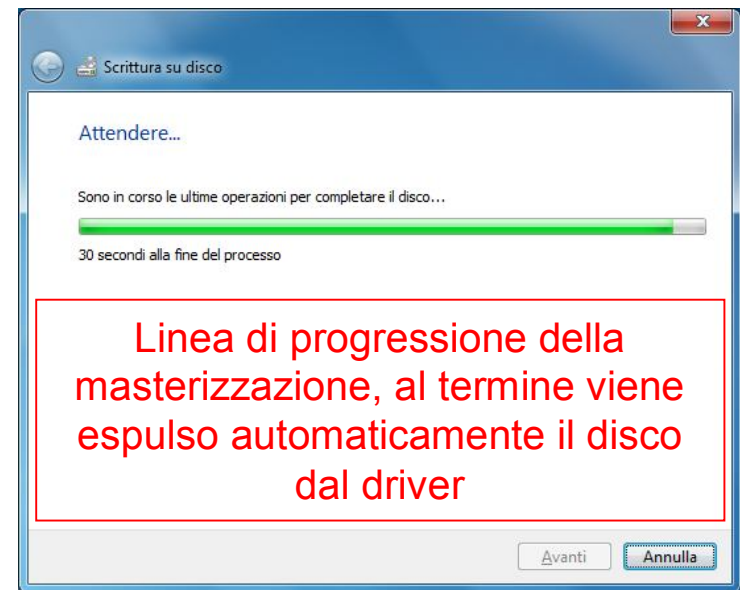 Scrittura su disco
Attendere...
Sono in corso le ultime operazioni per completare il disco...
30 secondi alla fine del processo
Linea di progressione della
masterizzazione, al termine viene
espulso automaticamente il disco
dal driver
Avanti
Annulla